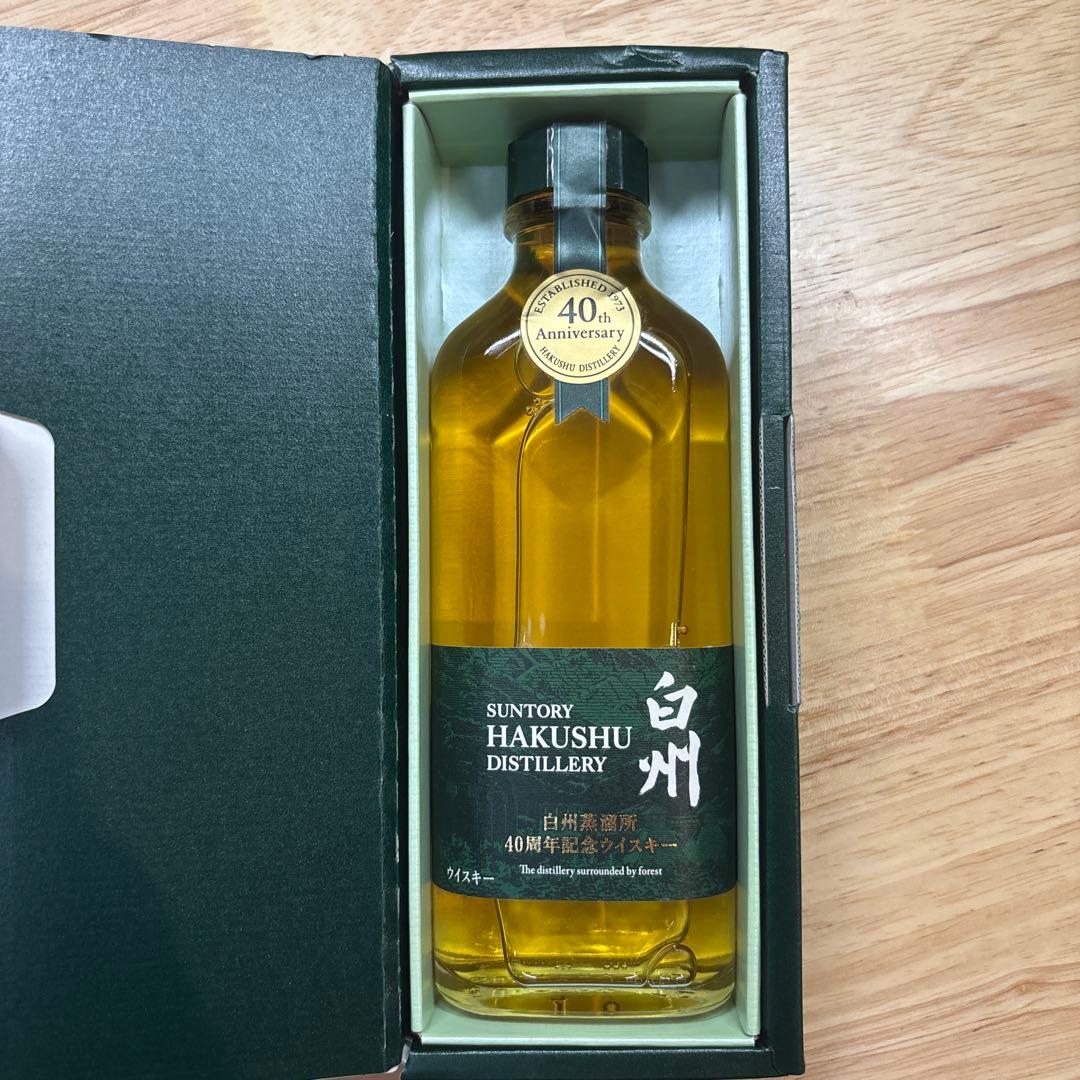 ESTABLISHED 1973
40th
Anniversary
HAKUSHU DISTILLERY
SUNTORY
HAKUSHU
DISTILLERY
白州
白州蒸溜所
40周年記念ウイスキー
The distillery surrounded by forest
ウイスキー